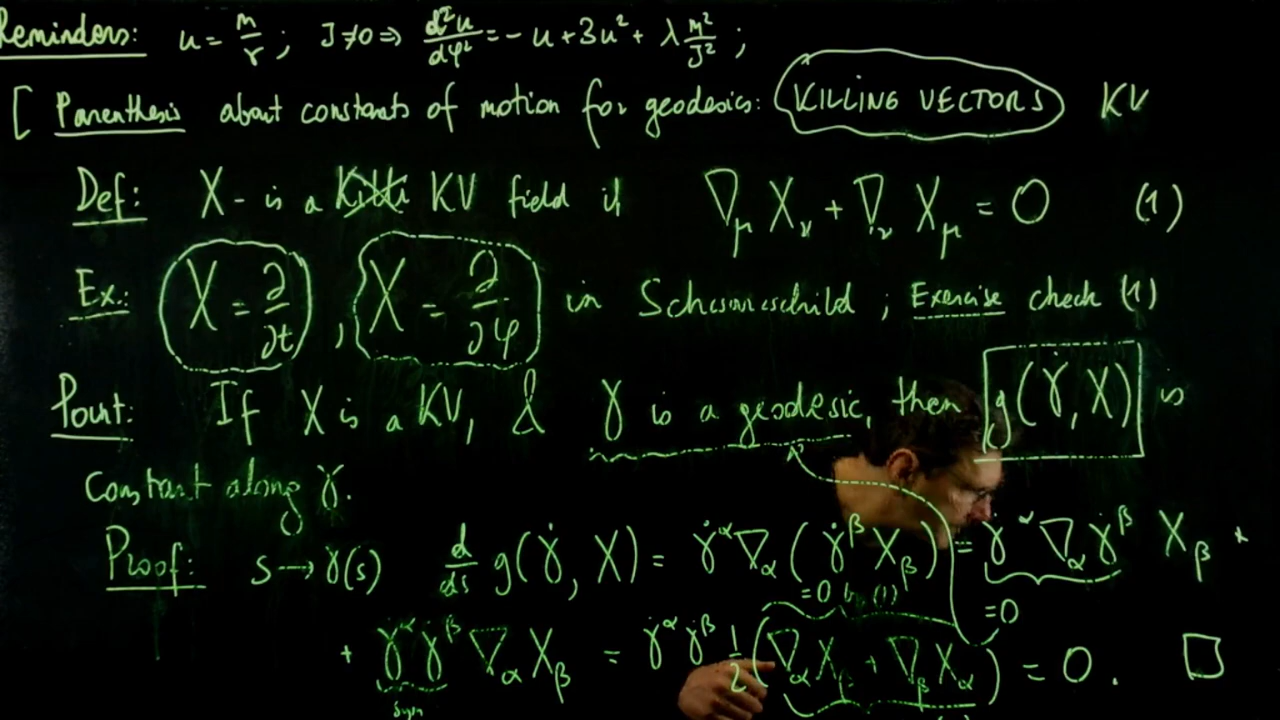 Reminders: u = m/r ; J≠0 ⇒ d²u/dφ² = - u + 3u² + λ m²/J² ;
[ Parenthesis about constants of motion for geodesics: KILLING VECTORS KV
Def: X - is a Killi KV field if ∇_μ X_ν + ∇_ν X_μ = 0 (1)
Ex.: X = ∂/∂t , X = ∂/∂φ in Schwarzschild ; Exercise check (1)
Point: If X is a KV, & γ is a geodesic, then g(γ̇, X) is
constant along γ.
Proof: s → γ(s) d/ds g(γ̇, X) = γ̇^α ∇_α ( γ̇^β X_β ) = γ̇^α ∇_α γ̇^β X_β +
=0 by (1) =0
+ γ̇^α γ̇^β ∇_α X_β = γ̇^α γ̇^β 1/2 ( ∇_α X_β + ∇_β X_α ) = 0. □
sym